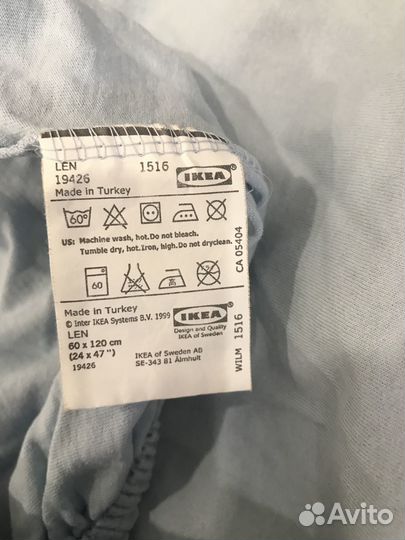 LEN 1516 IKEA
19426
Made in Turkey
60°
US: Machine wash, hot. Do not bleach.
Tumble dry, hot. Iron, high. Do not dryclean.
CA 05404
60
Made in Turkey
© Inter IKEA Systems B.V. 1999
LEN
60 x 120 cm
(24 x 47")
19426
IKEA
Design and Quality
IKEA of Sweden
IKEA of Sweden AB
SE-343 81 Älmhult
WILM 1516
Avito